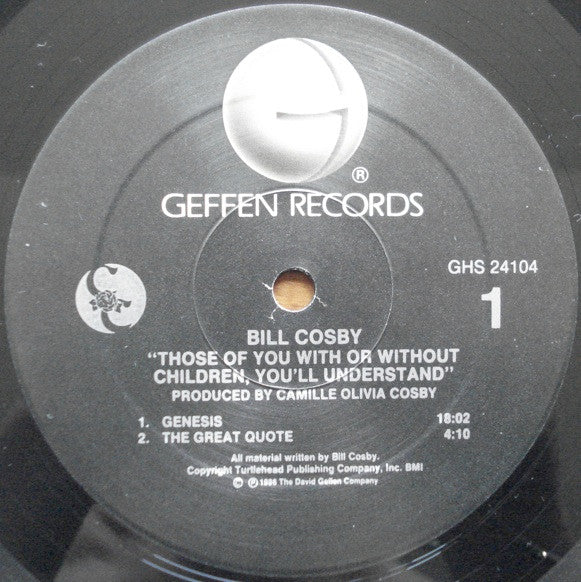 ®
GEFFEN RECORDS
GHS 24104
1
BILL COSBY
"THOSE OF YOU WITH OR WITHOUT
CHILDREN, YOU'LL UNDERSTAND"
PRODUCED BY CAMILLE OLIVIA COSBY
1. GENESIS 18:02
2. THE GREAT QUOTE 4:10
All material written by Bill Cosby.
Copyright Turtlehead Publishing Company, Inc. BMI
© ℗ 1986 The David Geffen Company